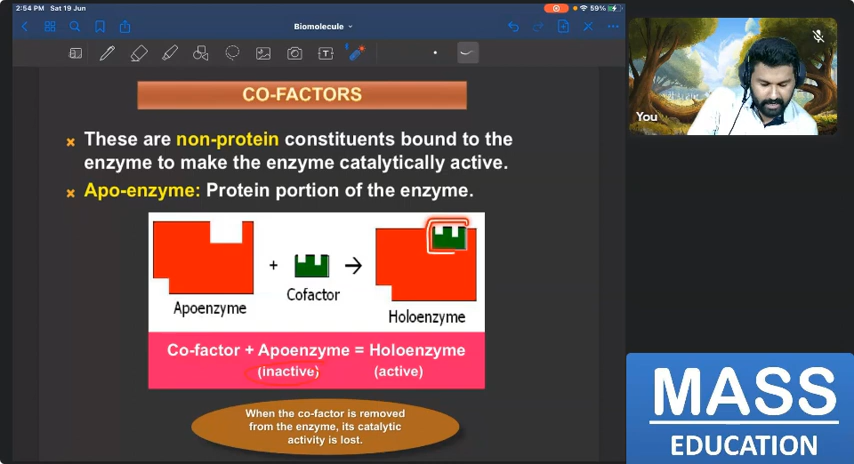 2:54 PM Sat 19 Jun
59%
Biomolecule
CO-FACTORS
These are non-protein constituents bound to the
enzyme to make the enzyme catalytically active.
Apo-enzyme: Protein portion of the enzyme.
+
Apoenzyme
Cofactor
Holoenzyme
Co-factor + Apoenzyme = Holoenzyme
(inactive) (active)
When the co-factor is removed
from the enzyme, its catalytic
activity is lost.
You
MASS
EDUCATION